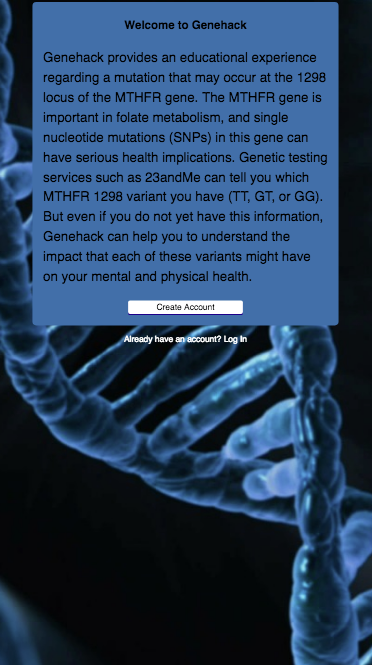 Welcome to Genehack
Genehack provides an educational experience
regarding a mutation that may occur at the 1298
locus of the MTHFR gene. The MTHFR gene is
important in folate metabolism, and single
nucleotide mutations (SNPs) in this gene can
have serious health implications. Genetic testing
services such as 23andMe can tell you which
MTHFR 1298 variant you have (TT, GT, or GG).
But even if you do not yet have this information,
Genehack can help you to understand the
impact that each of these variants might have
on your mental and physical health.
Create Account
Already have an account? Log In